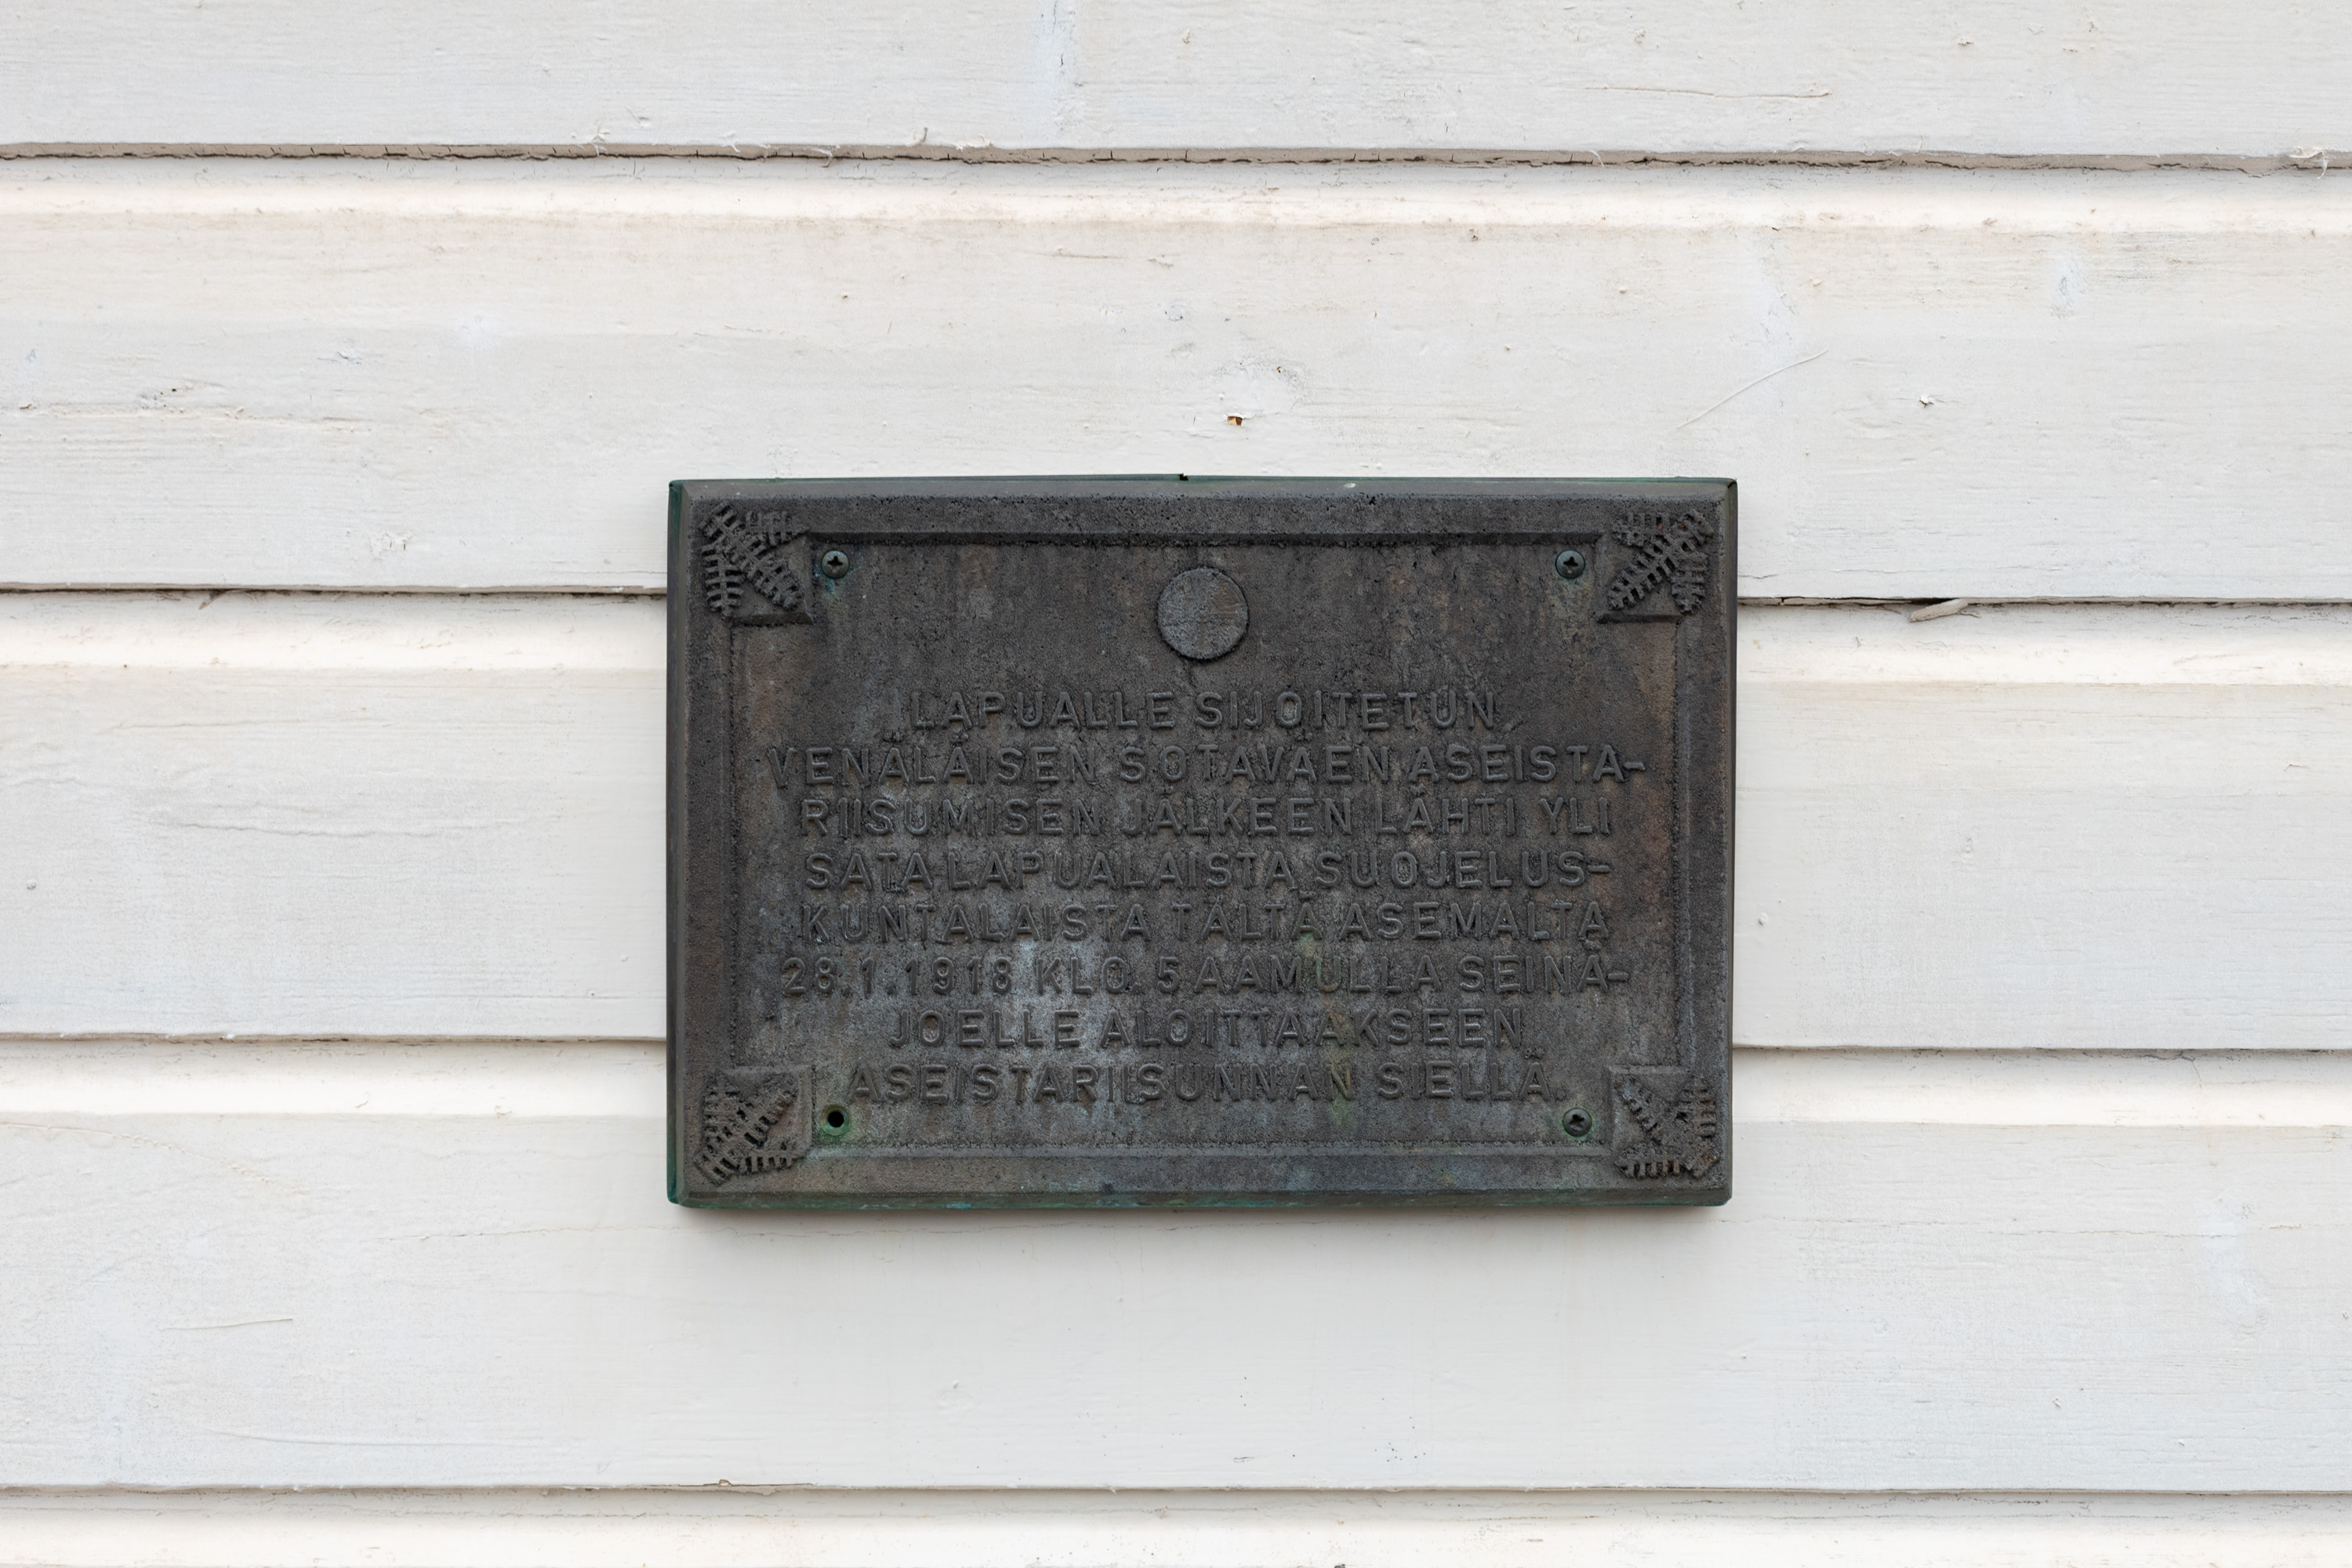 LAPUALLE SIJOITETUN
VENÄLÄISEN SOTAVÄEN ASEISTA-
RIISUMISEN JÄLKEEN LÄHTI YLI
SATA LAPUALAISTA SUOJELUS-
KUNTALAISTA TÄLTÄ ASEMALTA
28.1.1918 KLO. 5 AAMULLA SEINÄ-
JOELLE ALOITTAAKSEEN
ASEISTARIISUNNAN SIELLÄ.